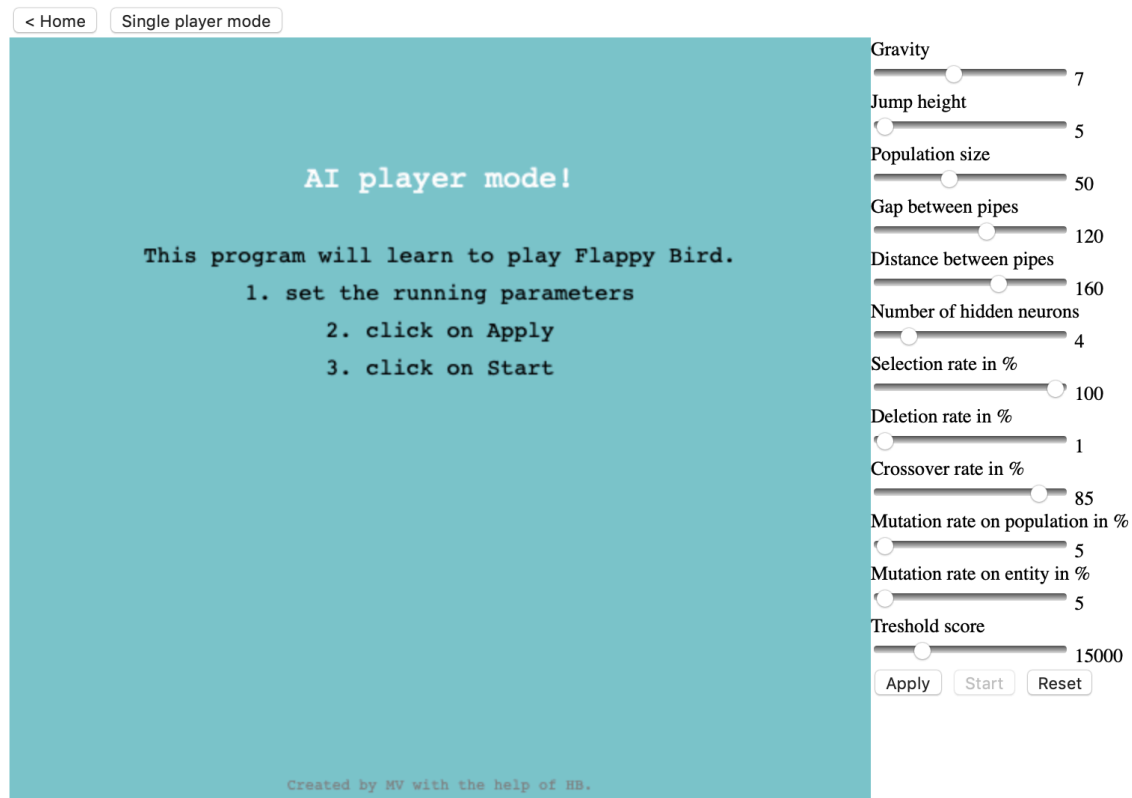 < Home Single player mode
AI player mode!
This program will learn to play Flappy Bird.
1. set the running parameters
2. click on Apply
3. click on Start
Created by MV with the help of HB.
Gravity
7
Jump height
5
Population size
50
Gap between pipes
120
Distance between pipes
160
Number of hidden neurons
4
Selection rate in %
100
Deletion rate in %
1
Crossover rate in %
85
Mutation rate on population in %
5
Mutation rate on entity in %
5
Treshold score
15000
Apply Start Reset